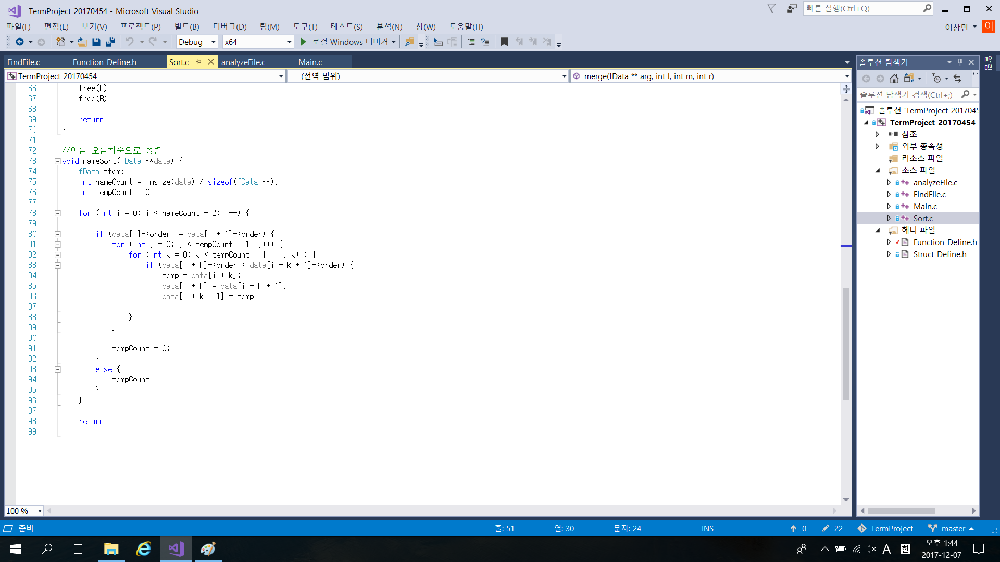 TermProject_20170454 - Microsoft Visual Studio
빠른 실행(Ctrl+Q)
파일(F) 편집(E) 보기(V) 프로젝트(P) 빌드(B) 디버그(D) 팀(M) 도구(T) 테스트(S) 분석(N) 창(W) 도움말(H)
이창민 이
Debug x64 로컬 Windows 디버거
FindFile.c Function_Define.h Sort.c analyzeFile.c Main.c
TermProject_20170454 (전역 범위) merge(fData ** arg, int l, int m, int r)
66 free(L);
67 free(R);
68
69 return;
70 }
71
72 //이름 오름차순으로 정렬
73 void nameSort(fData **data) {
74 fData *temp;
75 int nameCount = _msize(data) / sizeof(fData **);
76 int tempCount = 0;
77
78 for (int i = 0; i < nameCount - 2; i++) {
79
80 if (data[i]->order != data[i + 1]->order) {
81 for (int j = 0; j < tempCount - 1; j++) {
82 for (int k = 0; k < tempCount - 1 - j; k++) {
83 if (data[i + k]->order > data[i + k + 1]->order) {
84 temp = data[i + k];
85 data[i + k] = data[i + k + 1];
86 data[i + k + 1] = temp;
87 }
88 }
89 }
90
91 tempCount = 0;
92 }
93 else {
94 tempCount++;
95 }
96 }
97
98 return;
99 }
100 %
솔루션 탐색기
솔루션 탐색기 검색(Ctrl+;)
솔루션 'TermProject_2017045
TermProject_20170454
참조
외부 종속성
리소스 파일
소스 파일
analyzeFile.c
FindFile.c
Main.c
Sort.c
헤더 파일
Function_Define.h
Struct_Define.h
알림
준비 줄: 51 열: 30 문자: 24 INS 0 22 TermProject master
A 한 오후 1:44
2017-12-07